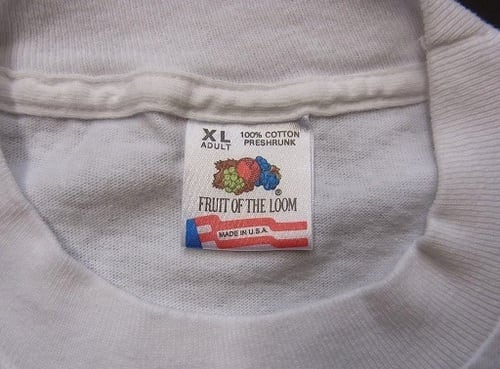 XL 100% COTTON
ADULT PRESHRUNK
®
FRUIT OF THE LOOM
MADE IN U.S.A.